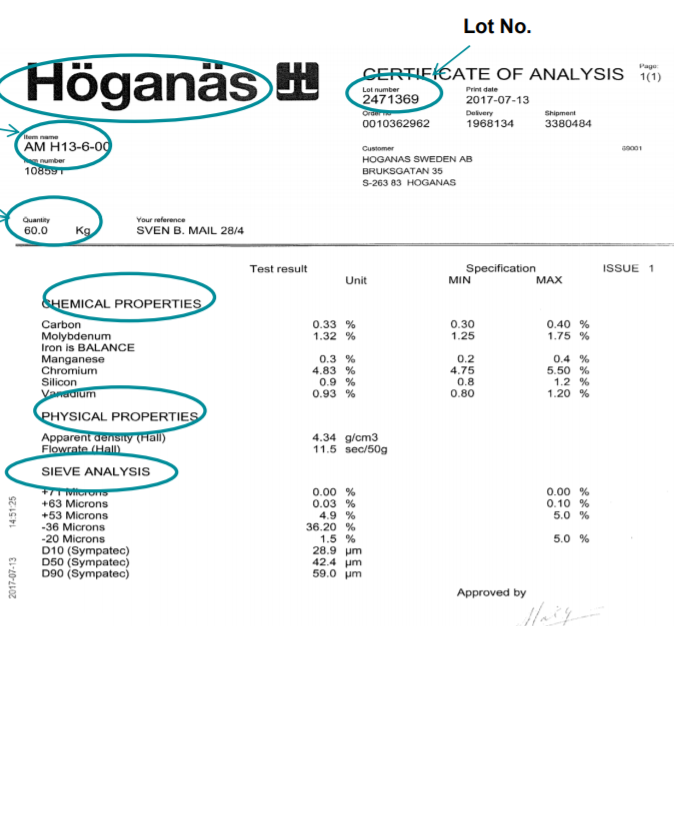 Lot No.
Höganäs
CERTIFICATE OF ANALYSIS
Page:
1(1)
Lot number
2471369
Print date
2017-07-13
Order no
0010362962
Delivery
1968134
Shipment
3380484
Item name
AM H13-6-00
Item number
108591
Customer
HOGANAS SWEDEN AB
BRUKSGATAN 35
S-263 83 HOGANAS
Quantity
60.0 Kg
Your reference
SVEN B. MAIL 28/4
Test result Unit Specification MIN MAX ISSUE 1
CHEMICAL PROPERTIES
Carbon 0.33 % 0.30 0.40 %
Molybdenum 1.32 % 1.25 1.75 %
Iron is BALANCE
Manganese 0.3 % 0.2 0.4 %
Chromium 4.83 % 4.75 5.50 %
Silicon 0.9 % 0.8 1.2 %
Vanadium 0.93 % 0.80 1.20 %
PHYSICAL PROPERTIES
Apparent density (Hall) 4.34 g/cm3
Flowrate (Hall) 11.5 sec/50g
SIEVE ANALYSIS
+71 Microns 0.00 % 0.00 %
+63 Microns 0.03 % 0.10 %
+53 Microns 4.9 % 5.0 %
-36 Microns 36.20 %
-20 Microns 1.5 % 5.0 %
D10 (Sympatec) 28.9 µm
D50 (Sympatec) 42.4 µm
D90 (Sympatec) 59.0 µm
Approved by
2017-07-13 14:51:25